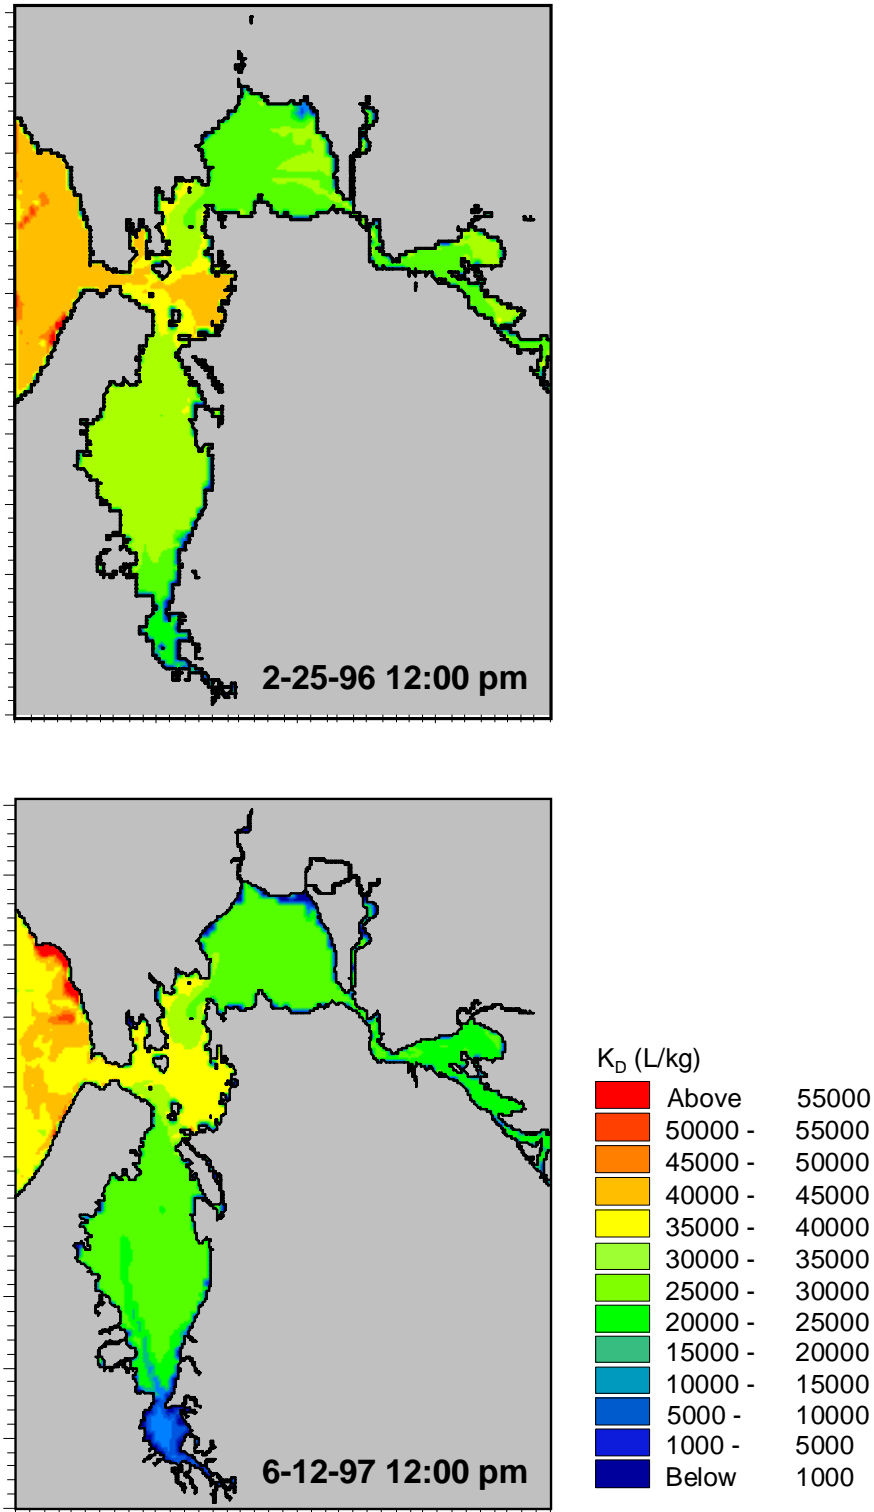 2-25-96 12:00 pm
6-12-97 12:00 pm
KD (L/kg)
Above 55000
50000 - 55000
45000 - 50000
40000 - 45000
35000 - 40000
30000 - 35000
25000 - 30000
20000 - 25000
15000 - 20000
10000 - 15000
5000 - 10000
1000 - 5000
Below 1000